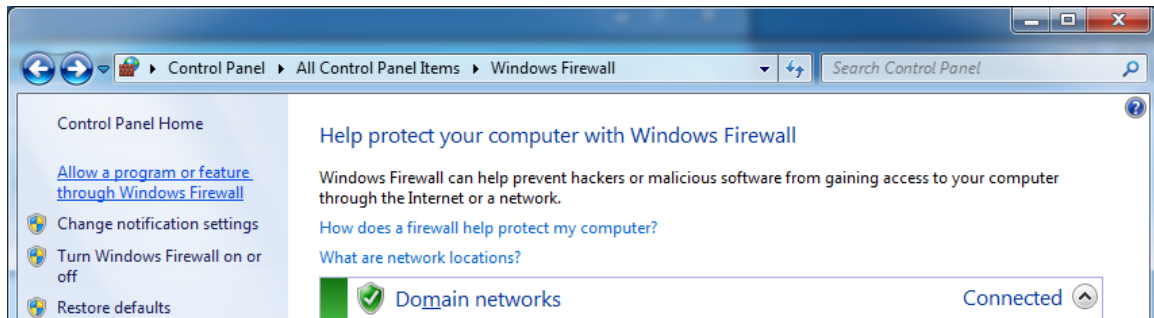 Control Panel ▸ All Control Panel Items ▸ Windows Firewall
Search Control Panel
Control Panel Home
Allow a program or feature
through Windows Firewall
Change notification settings
Turn Windows Firewall on or
off
Restore defaults
Help protect your computer with Windows Firewall
Windows Firewall can help prevent hackers or malicious software from gaining access to your computer
through the Internet or a network.
How does a firewall help protect my computer?
What are network locations?
Domain networks
Connected